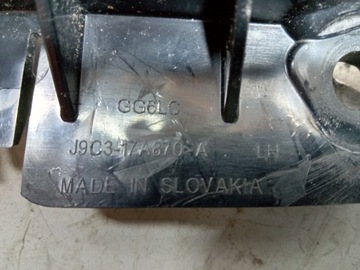 GG6LC
J9C3-17A870-A LH
MADE IN SLOVAKIA